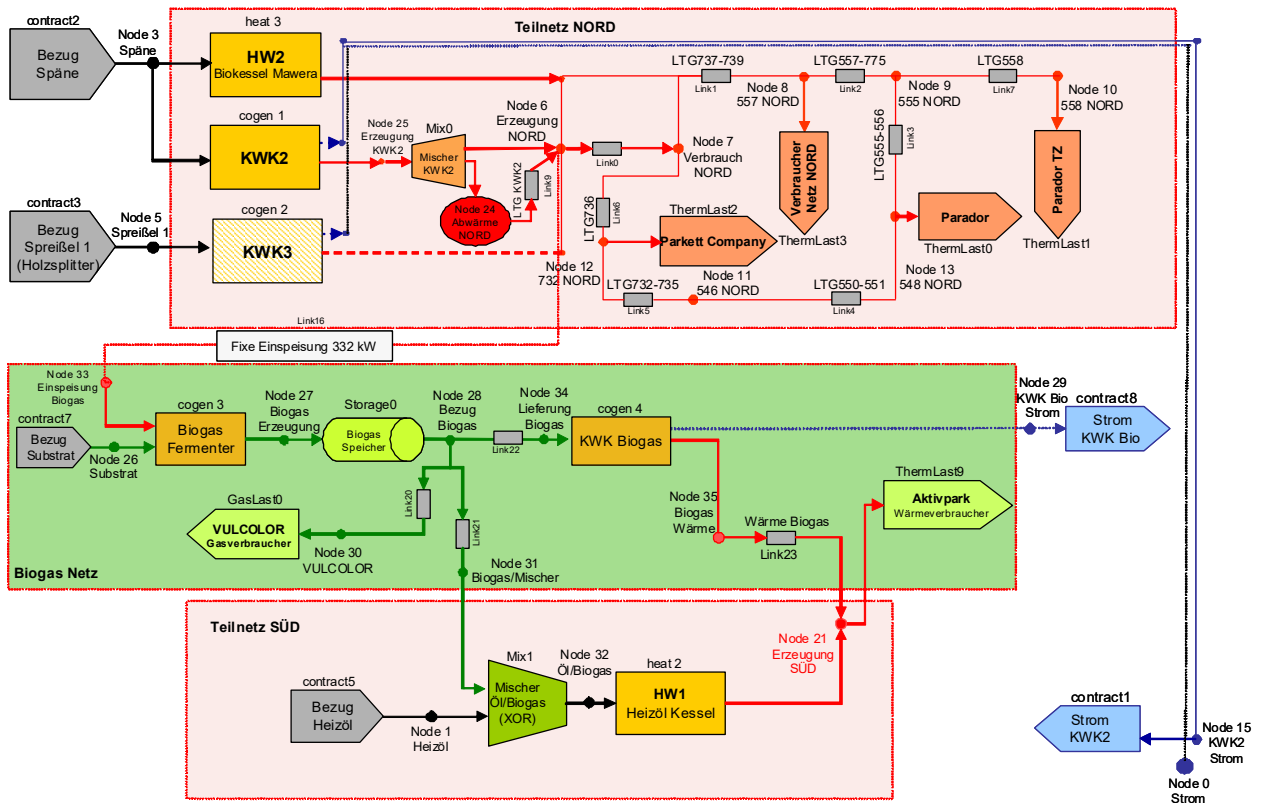 contract2
Node 3
Späne
Bezug
Späne
heat 3
HW2
Biokessel Mawera
Teilnetz NORD
cogen 1
KWK2
Node 25
Erzeugung
KWK2
Mix0
Mischer
KWK2
Node 24
Abwärme
NORD
LTG KWK2
Link9
Node 6
Erzeugung
NORD
Link0
Node 7
Verbrauch
NORD
LTG737-739
Link1
Node 8
557 NORD
LTG557-775
Link2
Node 9
555 NORD
LTG558
Link7
Node 10
558 NORD
LTG555-556
Link3
Verbraucher
Netz NORD
ThermLast3
Parador TZ
ThermLast1
Parador
ThermLast0
contract3
Node 5
Spreißel 1
Bezug
Spreißel 1
(Holzsplitter)
cogen 2
KWK3
LTG736
Link6
ThermLast2
Parkett Company
Node 12
732 NORD
LTG732-735
Link5
Node 11
546 NORD
LTG550-551
Link4
Node 13
548 NORD
Link16
Fixe Einspeisung 332 kW
Node 33
Einspeisung
Biogas
contract7
Bezug
Substrat
Node 26
Substrat
cogen 3
Biogas
Fermenter
Node 27
Biogas
Erzeugung
Storage0
Biogas
Speicher
Node 28
Bezug
Biogas
Link22
Node 34
Lieferung
Biogas
cogen 4
KWK Biogas
Node 29
KWK Bio
Strom
contract8
Strom
KWK Bio
GasLast0
VULCOLOR
Gasverbraucher
Link20
Link21
Node 30
VULCOLOR
Node 31
Biogas/Mischer
Node 35
Biogas
Wärme
Wärme Biogas
Link23
ThermLast9
Aktivpark
Wärmeverbraucher
Biogas Netz
Teilnetz SÜD
contract5
Bezug
Heizöl
Node 1
Heizöl
Mix1
Mischer
Öl/Biogas
(XOR)
Node 32
Öl/Biogas
heat 2
HW1
Heizöl Kessel
Node 21
Erzeugung
SÜD
contract1
Strom
KWK2
Node 15
KWK2
Strom
Node 0
Strom